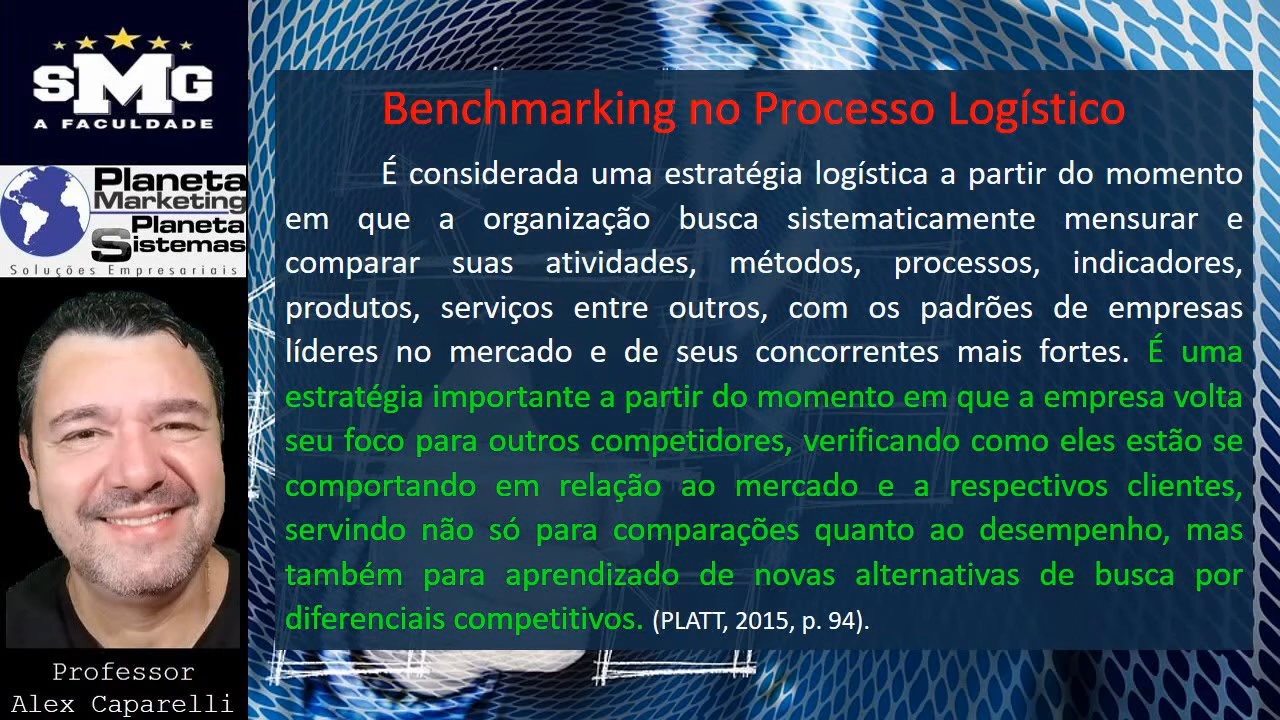 SMG
A FACULDADE
Planeta
Marketing
Planeta
Sistemas
Soluções Empresariais
Professor
Alex Caparelli
Benchmarking no Processo Logístico
É considerada uma estratégia logística a partir do momento
em que a organização busca sistematicamente mensurar e
comparar suas atividades, métodos, processos, indicadores,
produtos, serviços entre outros, com os padrões de empresas
líderes no mercado e de seus concorrentes mais fortes. É uma
estratégia importante a partir do momento em que a empresa volta
seu foco para outros competidores, verificando como eles estão se
comportando em relação ao mercado e a respectivos clientes,
servindo não só para comparações quanto ao desempenho, mas
também para aprendizado de novas alternativas de busca por
diferenciais competitivos. (PLATT, 2015, p. 94).